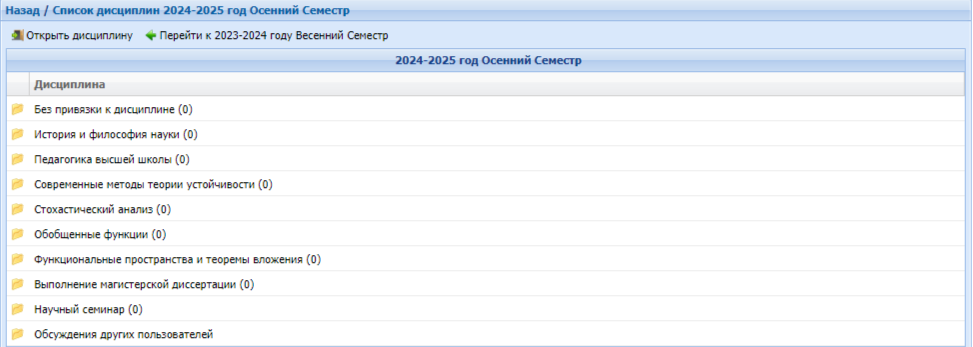 Назад / Список дисциплин 2024-2025 год Осенний Семестр
Открыть дисциплину Перейти к 2023-2024 году Весенний Семестр
2024-2025 год Осенний Семестр
Дисциплина
Без привязки к дисциплине (0)
История и философия науки (0)
Педагогика высшей школы (0)
Современные методы теории устойчивости (0)
Стохастический анализ (0)
Обобщенные функции (0)
Функциональные пространства и теоремы вложения (0)
Выполнение магистерской диссертации (0)
Научный семинар (0)
Обсуждения других пользователей